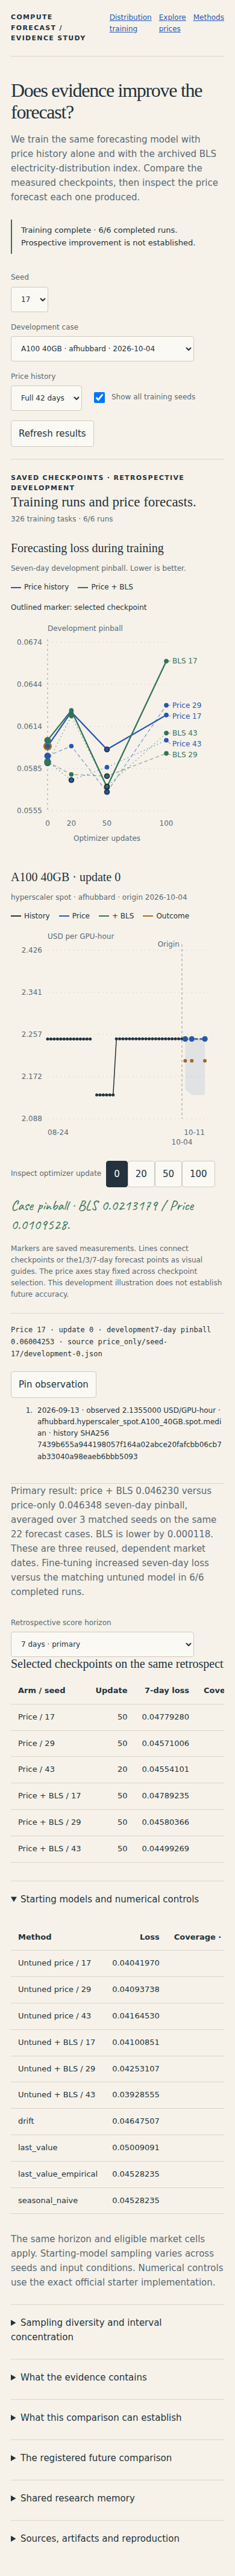 COMPUTE
FORECAST /
EVIDENCE STUDY
Distribution training
Explore prices
Methods
Does evidence improve the
forecast?
We train the same forecasting model with
price history alone and with the archived BLS
electricity-distribution index. Compare the
measured checkpoints, then inspect the price
forecast each one produced.
Training complete · 6/6 completed runs.
Prospective improvement is not established.
Seed
17
Development case
A100 40GB · afhubbard · 2026-10-04
Price history
Full 42 days
Show all training seeds
Refresh results
SAVED CHECKPOINTS · RETROSPECTIVE
DEVELOPMENT
Training runs and price forecasts.
326 training tasks · 6/6 runs
Forecasting loss during training
Seven-day development pinball. Lower is better.
Price history
Price + BLS
Outlined marker: selected checkpoint
Development pinball
0.0674
0.0644
0.0614
0.0585
0.0555
BLS 17
Price 29
Price 17
BLS 43
Price 43
BLS 29
0 20 50 100
Optimizer updates
A100 40GB · update 0
hyperscaler spot · afhubbard · origin 2026-10-04
History Price + BLS Outcome
USD per GPU-hour
Origin
2.426
2.341
2.257
2.172
2.088
08-24 10-11
10-04
Inspect optimizer update 0 20 50 100
Case pinball · BLS 0.0213179 / Price
0.0109528.
Markers are saved measurements. Lines connect
checkpoints or the1/3/7-day forecast points as visual
guides. The price axes stay fixed across checkpoint
selection. This development illustration does not establish
future accuracy.
Price 17 · update 0 · development7-day pinball
0.06004253 · source price_only/seed-
17/development-0.json
Pin observation
1. 2026-09-13 · observed 2.1355000 USD/GPU-hour ·
afhubbard.hyperscaler_spot.A100_40GB.spot.medi
an · history SHA256
7439b655a944198057f164a02abce20fafcbb06cb7
ab33040a98eaeb6bbb5093
Primary result: price + BLS 0.046230 versus
price-only 0.046348 seven-day pinball,
averaged over 3 matched seeds on the same
22 forecast cases. BLS is lower by 0.000118.
These are three reused, dependent market
dates. Fine-tuning increased seven-day loss
versus the matching untuned model in 6/6
completed runs.
Retrospective score horizon
7 days · primary
Selected checkpoints on the same retrospect
Arm / seed Update 7-day loss Cove
Price / 17 50 0.04779280
Price / 29 50 0.04571006
Price / 43 20 0.04554101
Price + BLS / 17 50 0.04789235
Price + BLS / 29 50 0.04580366
Price + BLS / 43 50 0.04499269
Starting models and numerical controls
Method Loss Coverage ·
Untuned price / 17 0.04041970
Untuned price / 29 0.04093738
Untuned price / 43 0.04164530
Untuned + BLS / 17 0.04100851
Untuned + BLS / 29 0.04253107
Untuned + BLS / 43 0.03928555
drift 0.04647507
last_value 0.05009091
last_value_empirical 0.04528235
seasonal_naive 0.04528235
The same horizon and eligible market cells
apply. Starting-model sampling varies across
seeds and input conditions. Numerical controls
use the exact official starter implementation.
Sampling diversity and interval
concentration
What the evidence contains
What this comparison can establish
The registered future comparison
Shared research memory
Sources, artifacts and reproduction